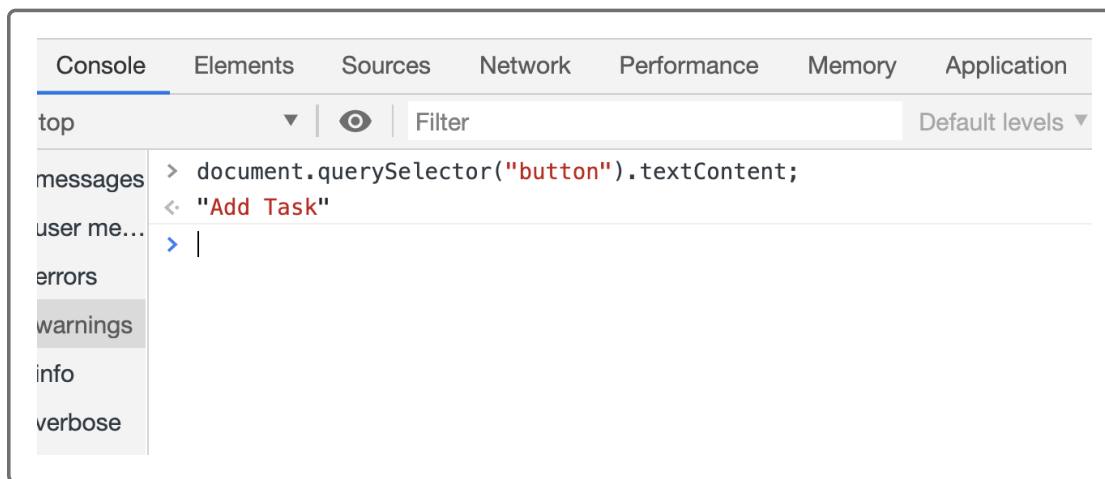 Console Elements Sources Network Performance Memory Application
top ▼ Filter Default levels ▼
messages
> document.querySelector("button").textContent;
<· "Add Task"
user me...
>
errors
warnings
info
verbose